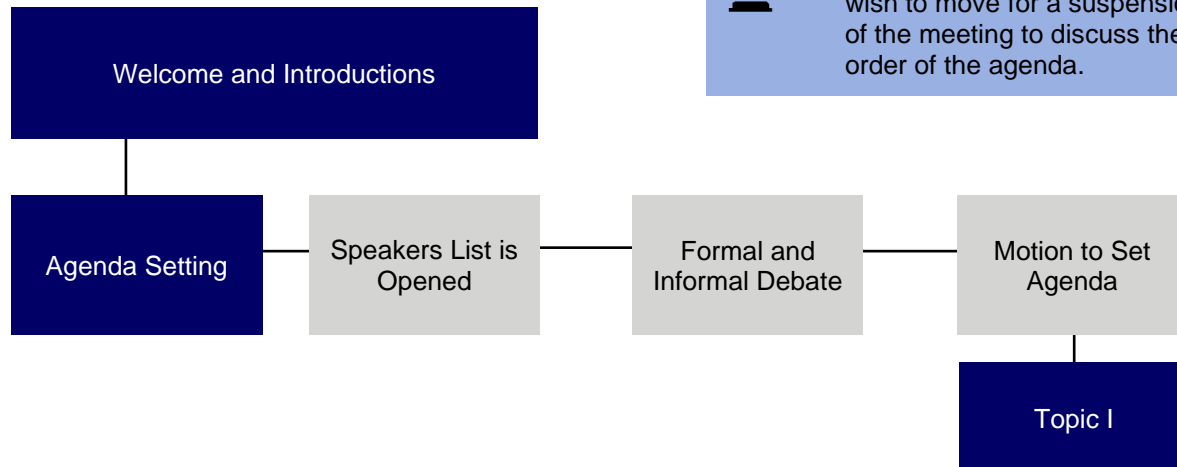 wish to move for a
of the meeting to discuss the
order of the agenda.
Welcome and Introductions
Agenda Setting
Speakers List is
Opened
Formal and
Informal Debate
Motion to Set
Agenda
Topic I